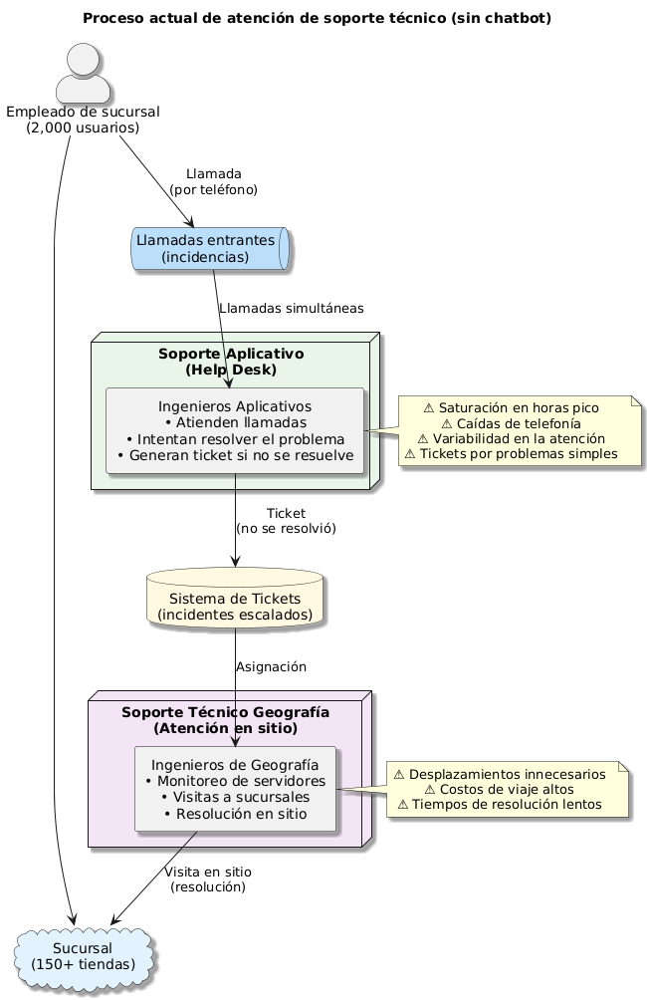 Proceso actual de atención de soporte técnico (sin chatbot)
Empleado de sucursal
(2,000 usuarios)
Llamada
(por teléfono)
Llamadas entrantes
(incidencias)
Llamadas simultáneas
Soporte Aplicativo
(Help Desk)
Ingenieros Aplicativos
• Atienden llamadas
• Intentan resolver el problema
• Generan ticket si no se resuelve
⚠ Saturación en horas pico
⚠ Caídas de telefonía
⚠ Variabilidad en la atención
⚠ Tickets por problemas simples
Ticket
(no se resolvió)
Sistema de Tickets
(incidentes escalados)
Asignación
Soporte Técnico Geografía
(Atención en sitio)
Ingenieros de Geografía
• Monitoreo de servidores
• Visitas a sucursales
• Resolución en sitio
⚠ Desplazamientos innecesarios
⚠ Costos de viaje altos
⚠ Tiempos de resolución lentos
Visita en sitio
(resolución)
Sucursal
(150+ tiendas)